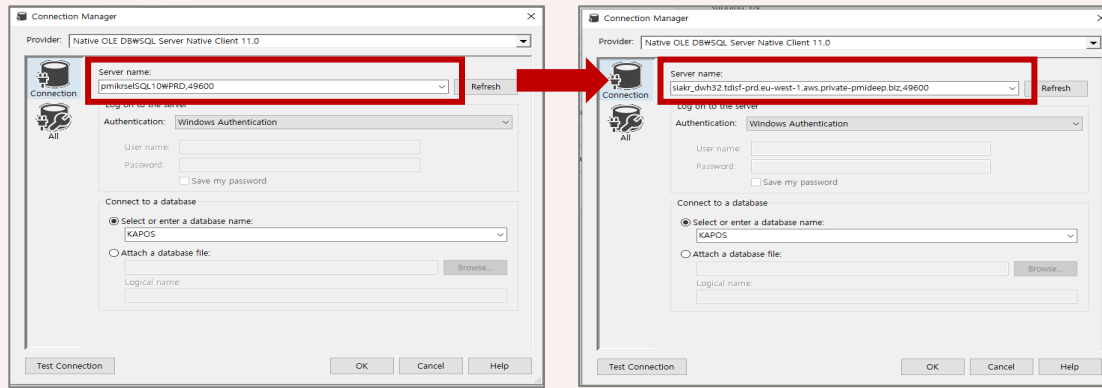 Connection Manager
Provider: Native OLE DB₩SQL Server Native Client 11.0
Connection
All
Server name:
pmikrselSQL10₩PRD,49600
Refresh
Log on to the server
Authentication: Windows Authentication
User name:
Password:
Save my password
Connect to a database
Select or enter a database name:
KAPOS
Attach a database file:
Browse...
Logical name:
Test Connection
OK
Cancel
Help
Connection Manager
Provider: Native OLE DB₩SQL Server Native Client 11.0
Connection
All
Server name:
siakr_dwh32.tdisf-prd.eu-west-1.aws.private-pmideep.biz,49600
Refresh
Log on to the server
Authentication: Windows Authentication
User name:
Password:
Save my password
Connect to a database
Select or enter a database name:
KAPOS
Attach a database file:
Browse...
Logical name:
Test Connection
OK
Cancel
Help